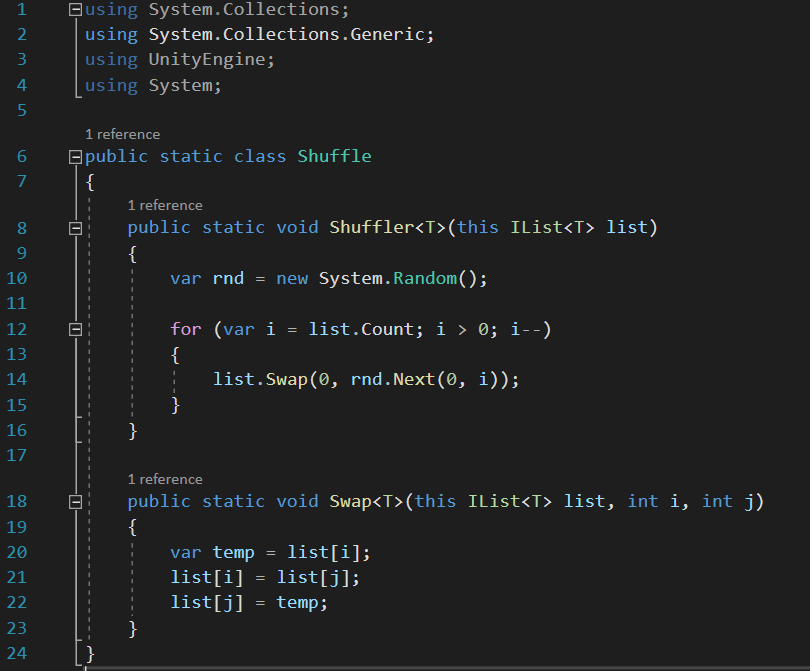 1 using System.Collections;
2 using System.Collections.Generic;
3 using UnityEngine;
4 using System;
5
1 reference
6 public static class Shuffle
7 {
1 reference
8 public static void Shuffler<T>(this IList<T> list)
9 {
10 var rnd = new System.Random();
11
12 for (var i = list.Count; i > 0; i--)
13 {
14 list.Swap(0, rnd.Next(0, i));
15 }
16 }
17
1 reference
18 public static void Swap<T>(this IList<T> list, int i, int j)
19 {
20 var temp = list[i];
21 list[i] = list[j];
22 list[j] = temp;
23 }
24 }